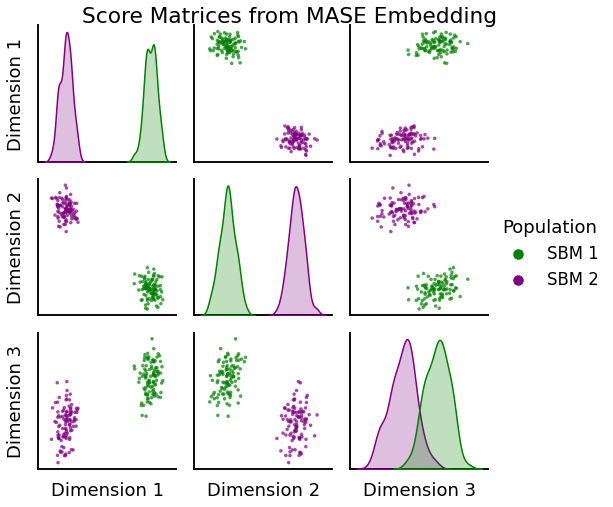 Score Matrices from MASE Embedding
Dimension 1
Dimension 2
Dimension 3
Population
SBM 1
SBM 2
Dimension 1
Dimension 2
Dimension 3